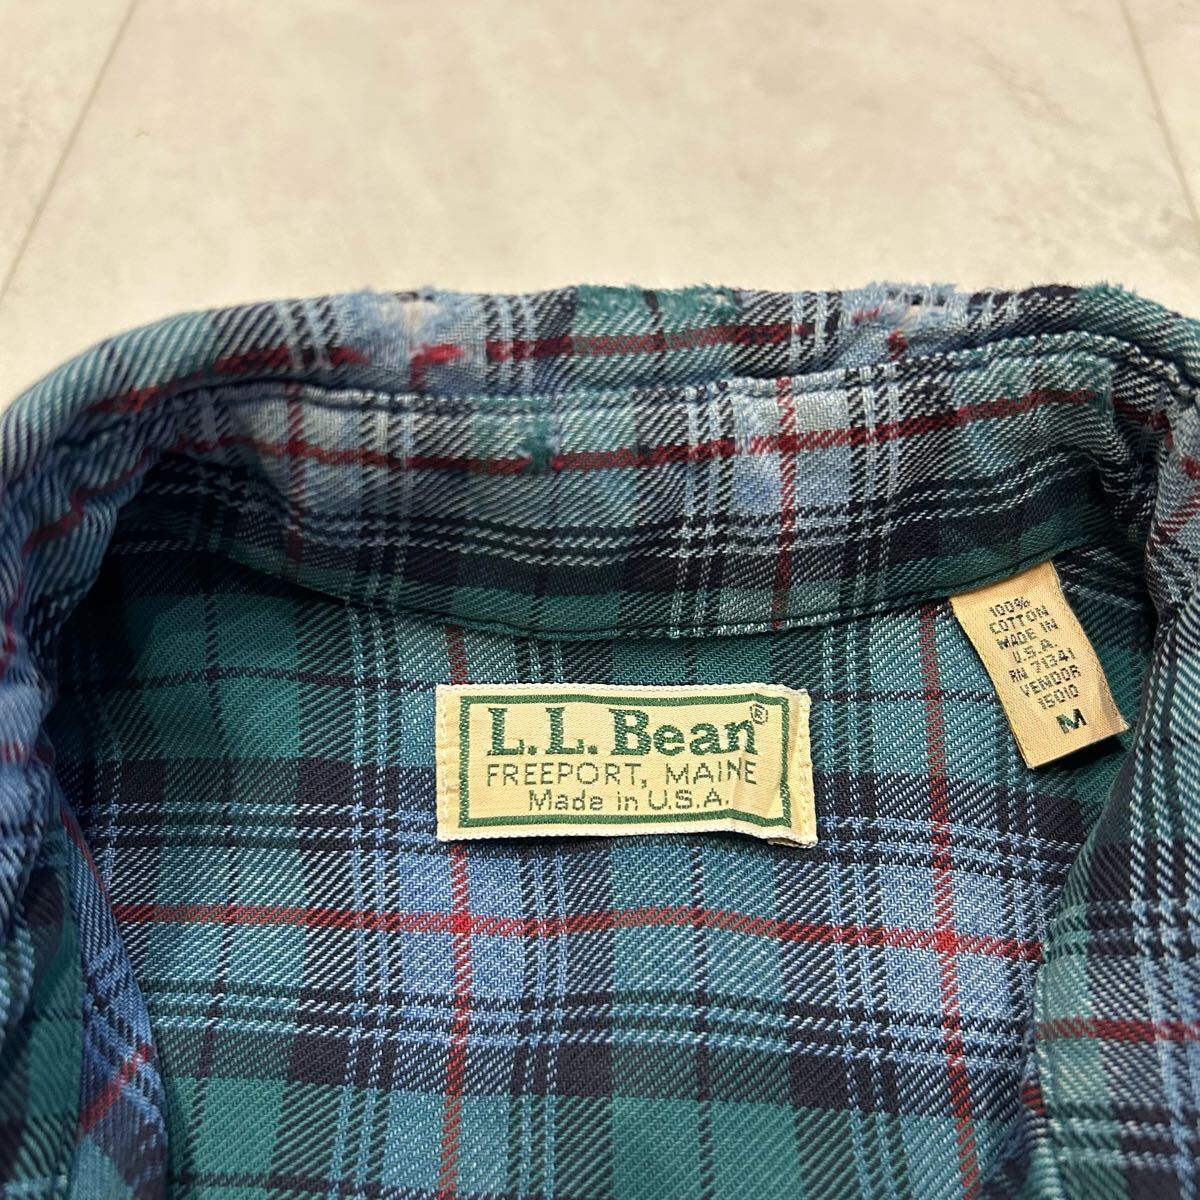 L.L. Bean®
FREEPORT, MAINE
Made in U.S.A.
100%
COTTON
MADE IN
U.S.A.
RN 71341
VENDOR
15010
M